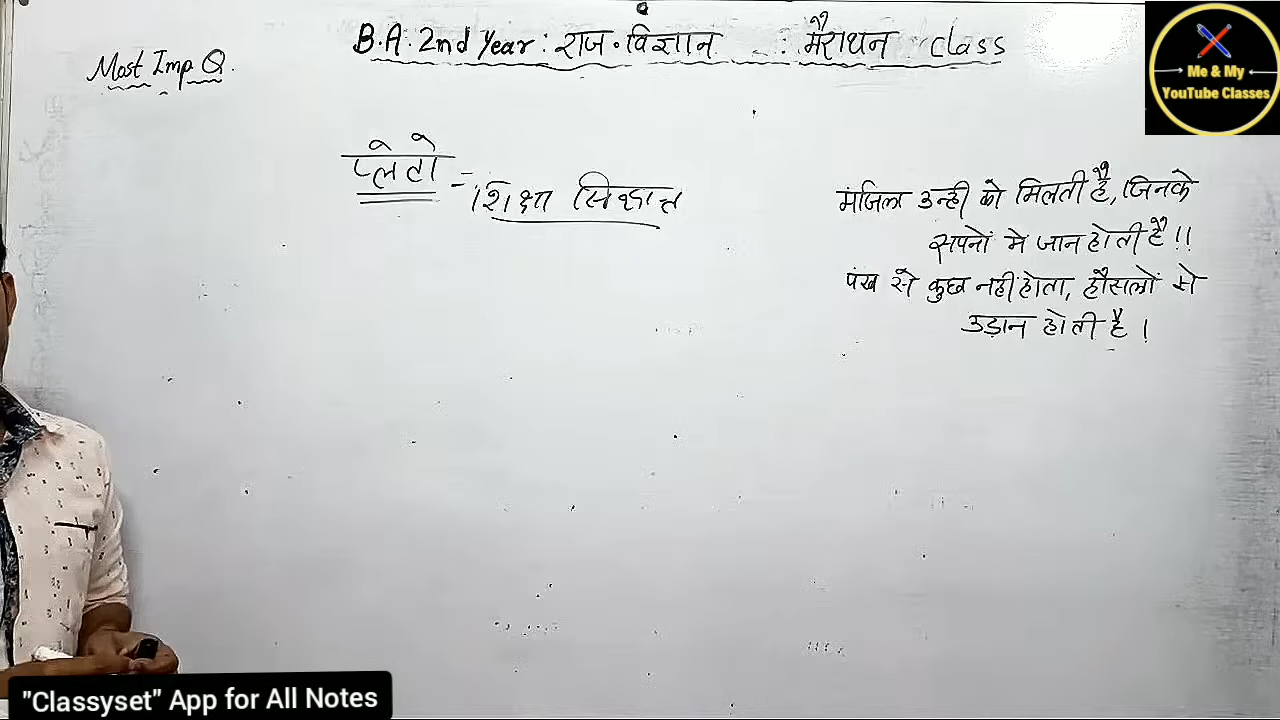 B.A. 2nd Year: राज. विज्ञान : मैराथन class
Most Imp Q.
Me & My
YouTube Classes
प्लेटो = शिक्षा सिद्धान्त
मंजिल उन्ही को मिलती है, जिनके
सपनों मे जान होती है!!
पंख से कुछ नही होता, हौसलों मे
उड़ान होती है।
"Classyset" App for All Notes